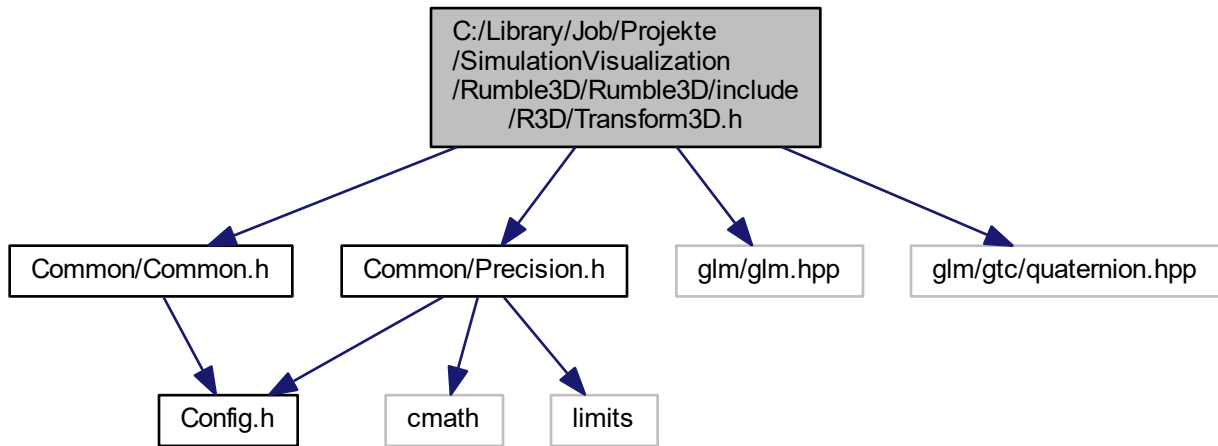 C:/Library/Job/Projekte
/SimulationVisualization
/Rumble3D/Rumble3D/include
/R3D/Transform3D.h
Common/Common.h
Common/Precision.h
glm/glm.hpp
glm/gtc/quaternion.hpp
Config.h
cmath
limits